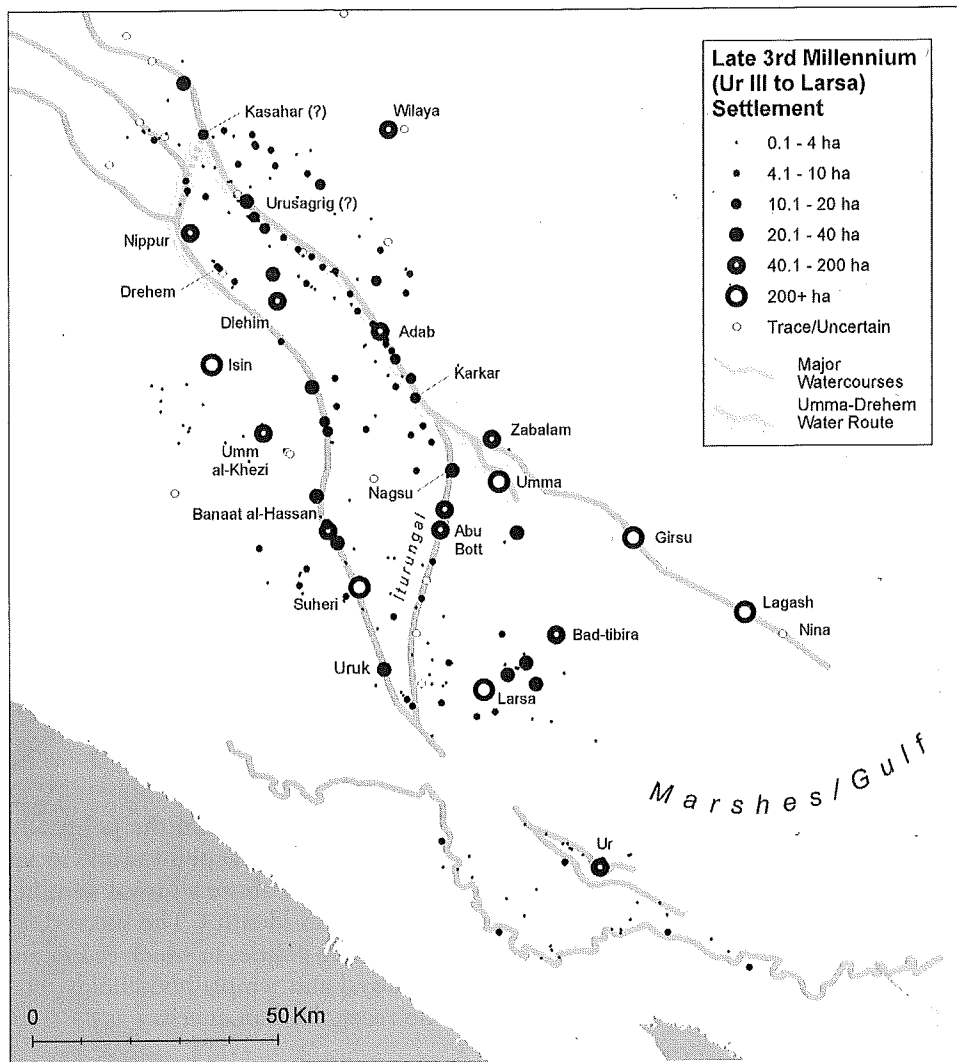 Late 3rd Millennium
(Ur III to Larsa)
Settlement
0.1 - 4 ha
4.1 - 10 ha
10.1 - 20 ha
20.1 - 40 ha
40.1 - 200 ha
200+ ha
Trace/Uncertain
Major
Watercourses
Umma-Drehem
Water Route
Kasahar (?)
Wilaya
Urusagrig (?)
Nippur
Drehem
Dlehim
Adab
Isin
Karkar
Zabalam
Umm
al-Khezi
Nagsu
Umma
Banaat al-Hassan
Abu
Bott
Girsu
Iturungal
Suheri
Lagash
Nina
Bad-tibira
Uruk
Larsa
Marshes/Gulf
Ur
0
50 Km